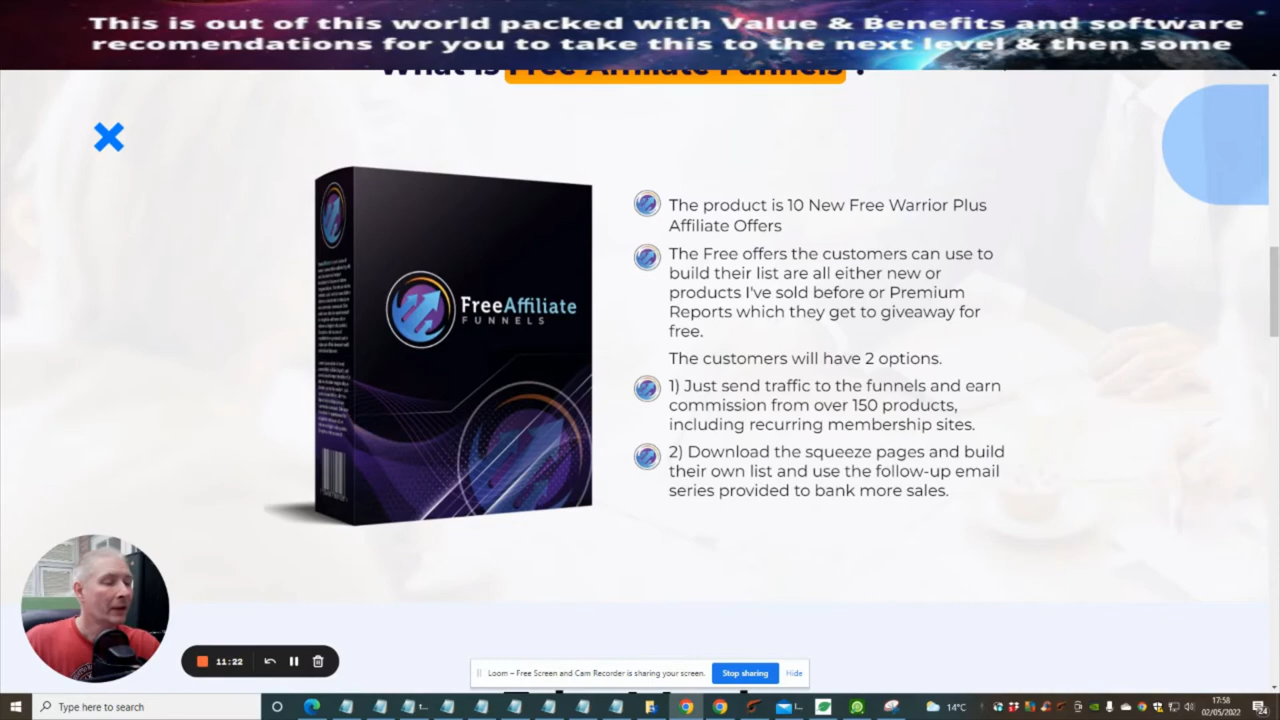 This is out of this world packed with Value & Benefits and software
recomendations for you to take this to the next level & then some
What is Free Affiliate Funnels ?
The product is 10 New Free Warrior Plus
Affiliate Offers
The Free offers the customers can use to
build their list are all either new or
products I've sold before or Premium
Reports which they get to giveaway for
free.
The customers will have 2 options.
1) Just send traffic to the funnels and earn
commission from over 150 products,
including recurring membership sites.
2) Download the squeeze pages and build
their own list and use the follow-up email
series provided to bank more sales.
FreeAffiliate
FUNNELS
11:22
Loom – Free Screen and Cam Recorder is sharing your screen.
Stop sharing
Hide
Type here to search
14°C
17:58
02/05/2022
24